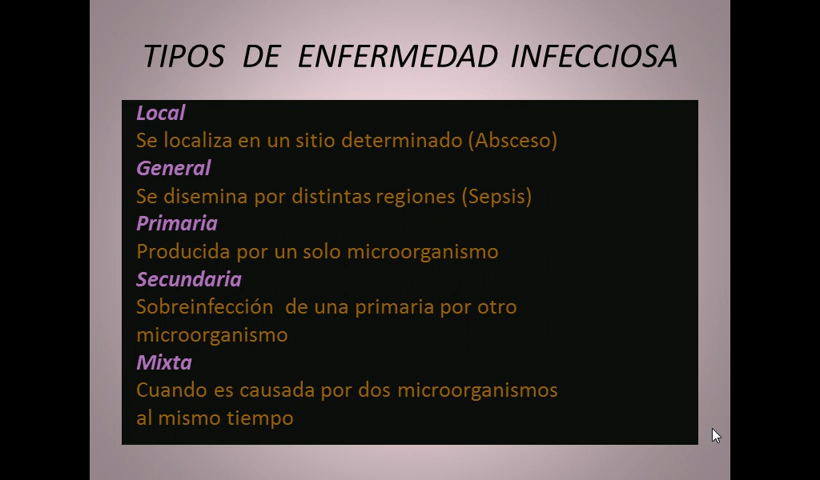 TIPOS DE ENFERMEDAD INFECCIOSA
Local
Se localiza en un sitio determinado (Absceso)
General
Se disemina por distintas regiones (Sepsis)
Primaria
Producida por un solo microorganismo
Secundaria
Sobreinfección de una primaria por otro
microorganismo
Mixta
Cuando es causada por dos microorganismos
al mismo tiempo